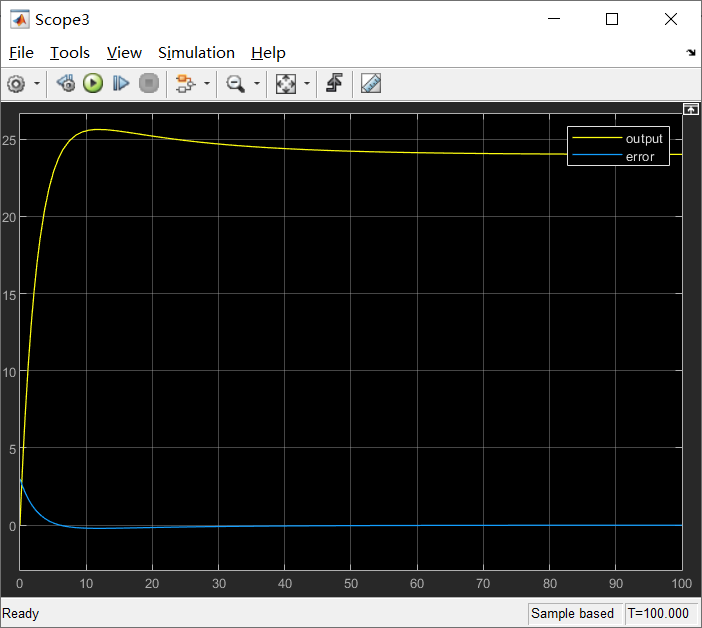 Scope3
File Tools View Simulation Help
output
error
25
20
15
10
5
0
0 10 20 30 40 50 60 70 80 90 100
Ready Sample based T=100.000